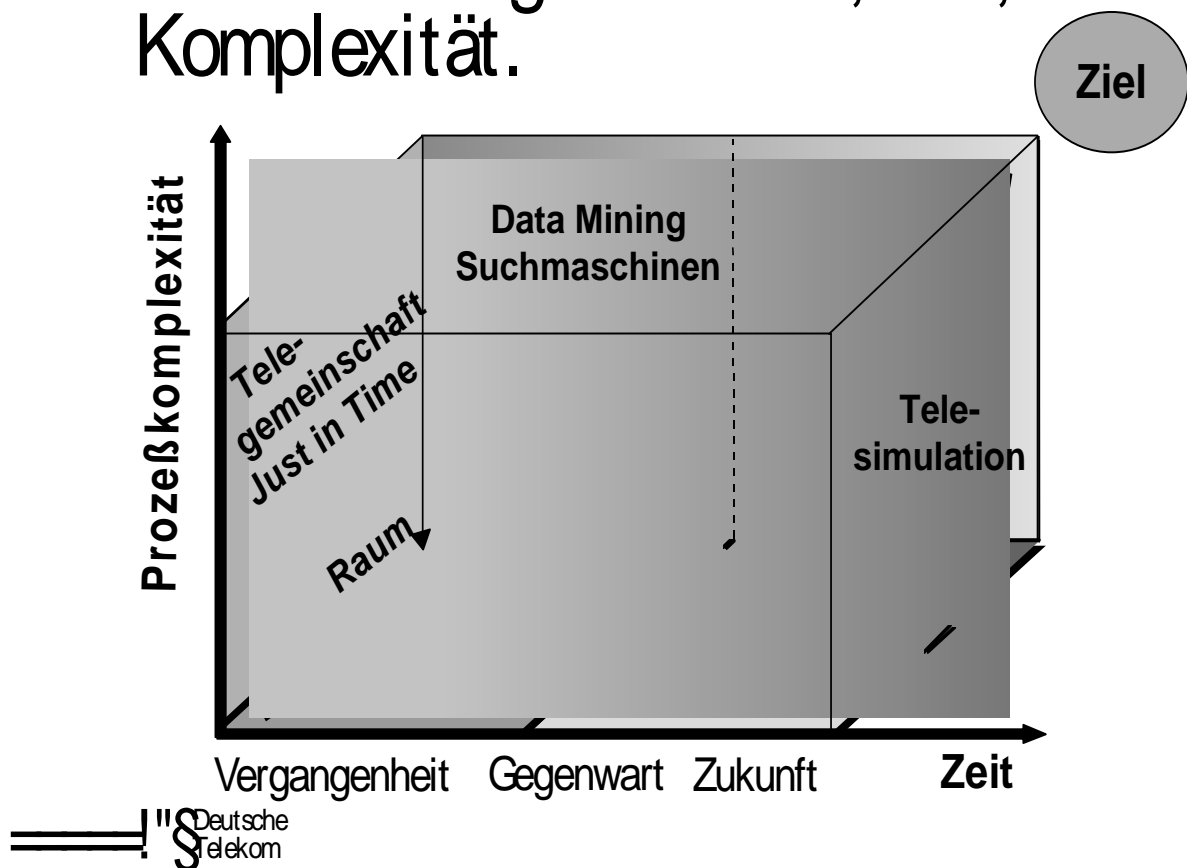 Komplexität.
Ziel
Prozeßkomplexität
Data Mining
Suchmaschinen
Tele-
gemeinschaft
Just in Time
Raum
Tele-
simulation
Vergangenheit Gegenwart Zukunft Zeit
!"§ Deutsche
Telekom